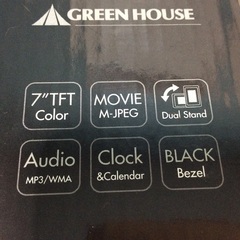 GREEN HOUSE
7"TFT
Color
MOVIE
M-JPEG
Dual Stand
Audio
MP3/WMA
Clock
&Calendar
BLACK
Bezel